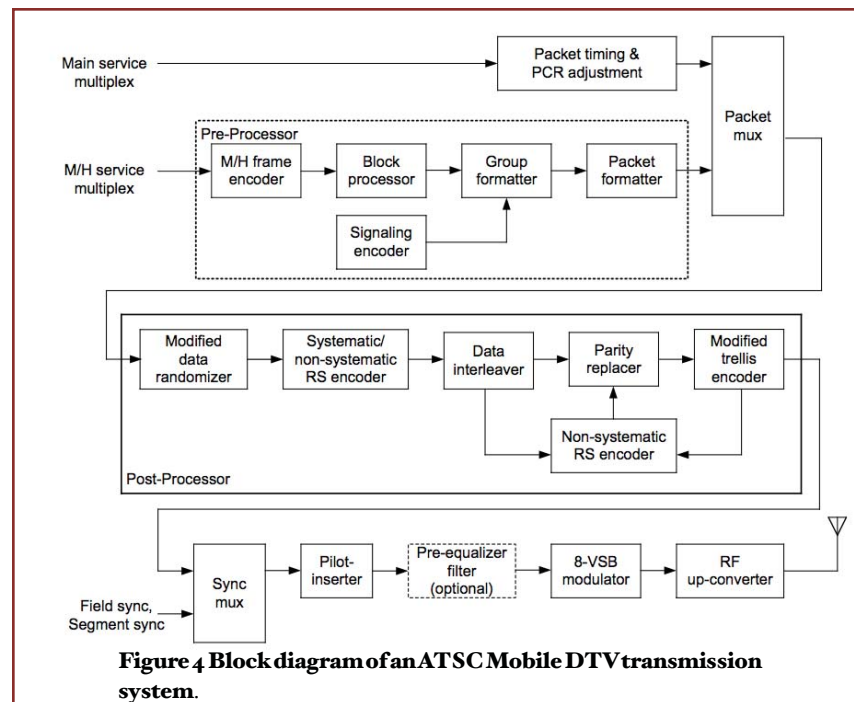 Main service
multiplex
Packet timing &
PCR adjustment
Packet
mux
Pre-Processor
M/H service
multiplex
M/H frame
encoder
Block
processor
Group
formatter
Packet
formatter
Signaling
encoder
Modified
data
randomizer
Systematic/
non-systematic
RS encoder
Data
interleaver
Parity
replacer
Modified
trellis
encoder
Non-systematic
RS encoder
Post-Processor
Field sync,
Segment sync
Sync
mux
Pilot-
inserter
Pre-equalizer
filter
(optional)
8-VSB
modulator
RF
up-converter
Figure 4 Block diagram of an ATSC Mobile DTV transmission
system.